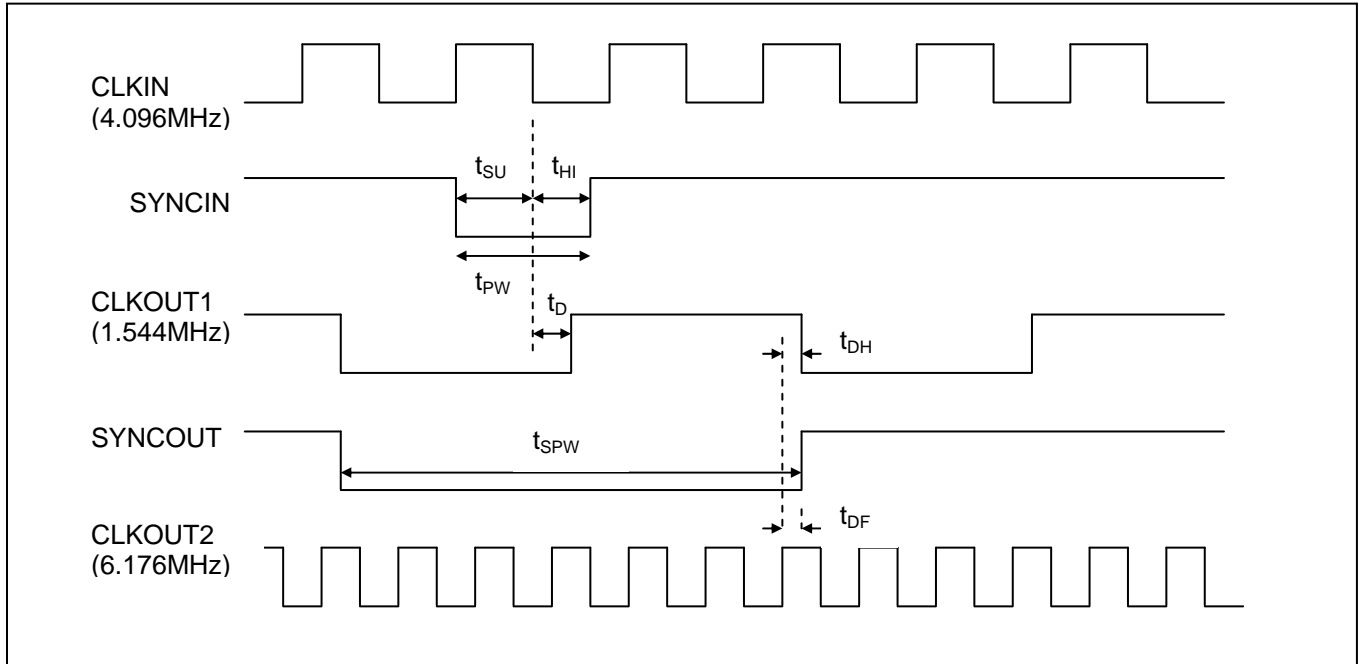 CLKIN
(4.096MHz)
tSU
tHI
SYNCIN
tPW
CLKOUT1
(1.544MHz)
tD
tDH
SYNCOUT
tSPW
tDF
CLKOUT2
(6.176MHz)